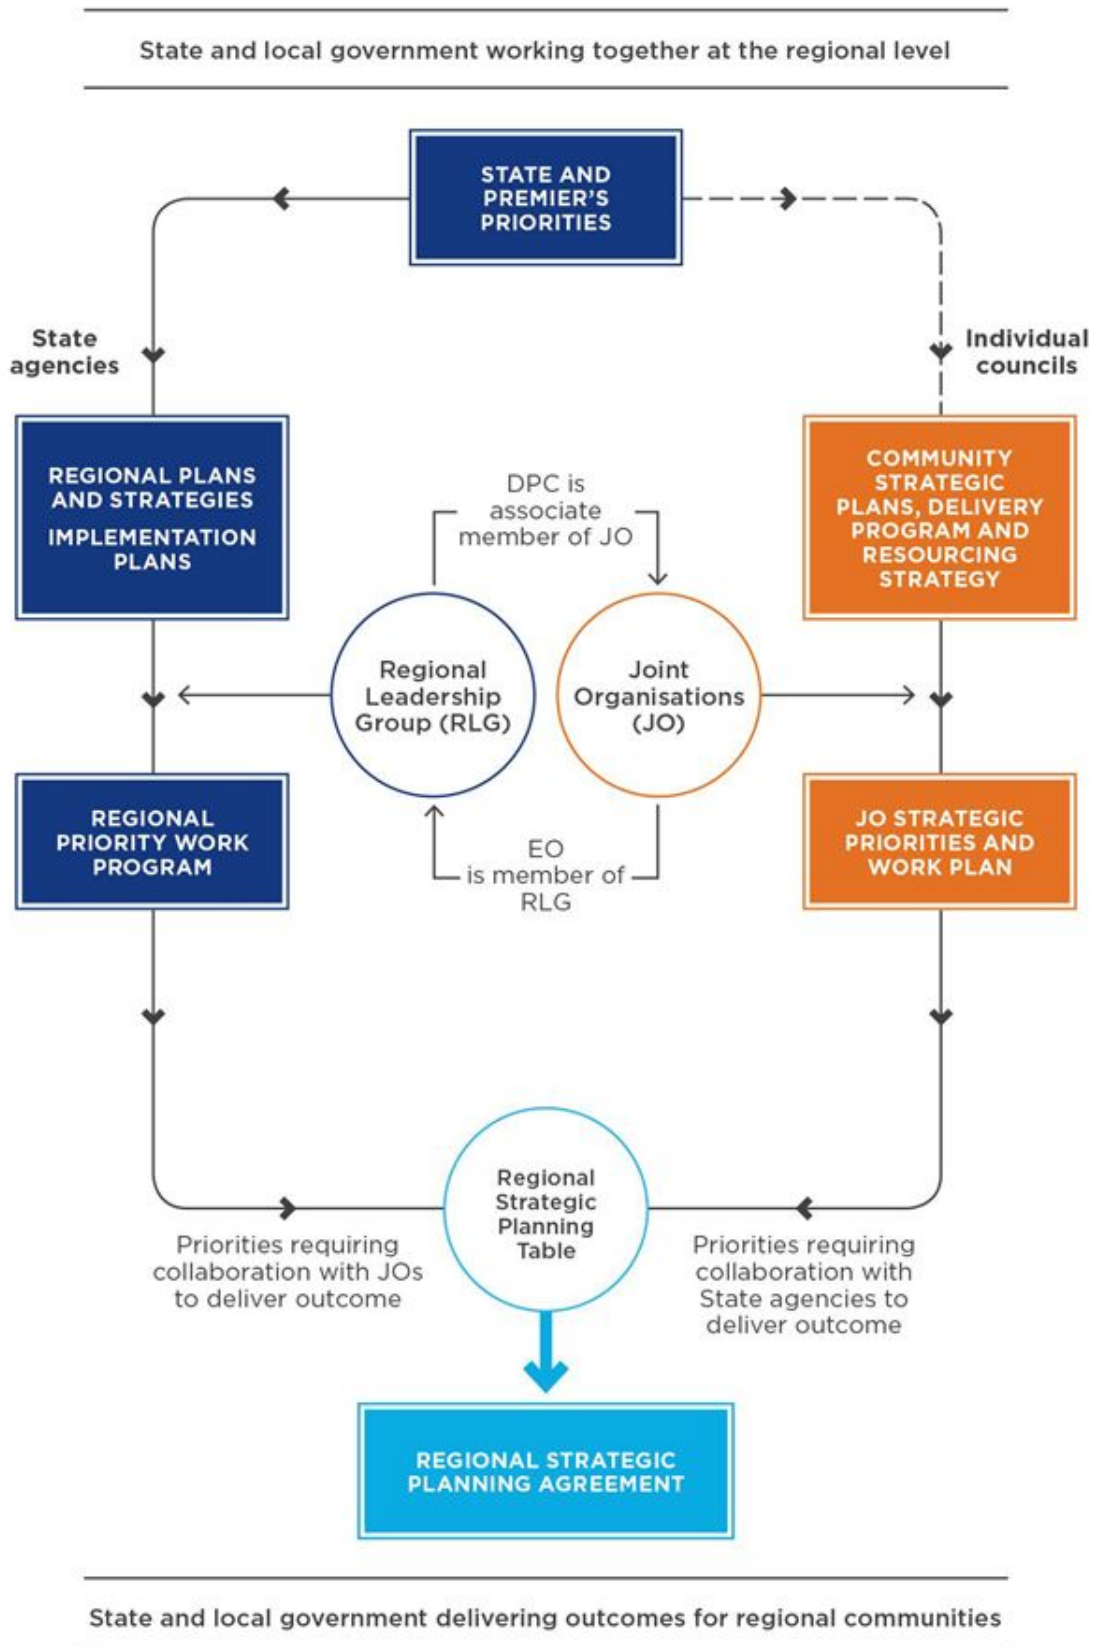 State and local government working together at the regional level
STATE AND
PREMIER'S
PRIORITIES
State
agencies
Individual
councils
REGIONAL PLANS
AND STRATEGIES
IMPLEMENTATION
PLANS
DPC is
associate
member of JO
COMMUNITY
STRATEGIC
PLANS, DELIVERY
PROGRAM AND
RESOURCING
STRATEGY
Regional
Leadership
Group (RLG)
Joint
Organisations
(JO)
REGIONAL
PRIORITY WORK
PROGRAM
EO
is member of
RLG
JO STRATEGIC
PRIORITIES AND
WORK PLAN
Regional
Strategic
Planning
Table
Priorities requiring
collaboration with JOs
to deliver outcome
Priorities requiring
collaboration with
State agencies to
deliver outcome
REGIONAL STRATEGIC
PLANNING AGREEMENT
State and local government delivering outcomes for regional communities